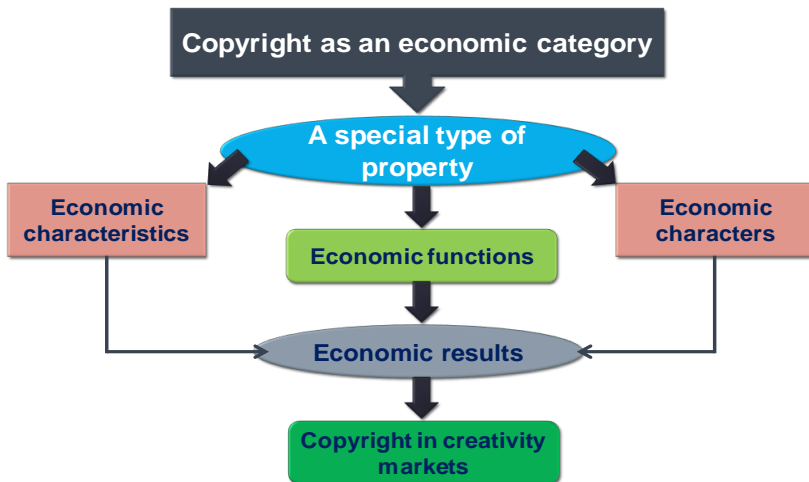 Copyright as an economic category
A special type of
property
Economic
characteristics
Economic functions
Economic
characters
Economic results
Copyright in creativity
markets